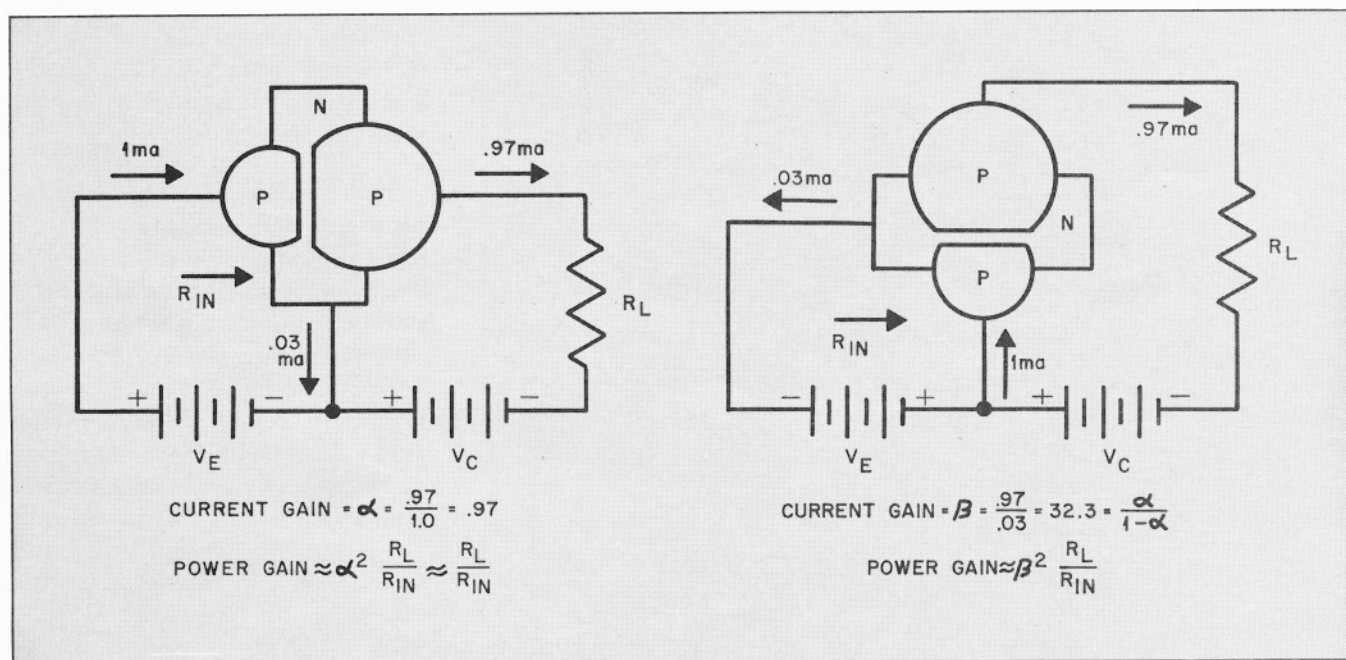 N
1ma
.97ma
P
P
R_IN
R_L
.03
ma
+ - + -
V_E
V_C
CURRENT GAIN = α = .97/1.0 = .97
POWER GAIN ≈ α² R_L/R_IN ≈ R_L/R_IN
.97ma
.03ma
P
N
P
R_L
R_IN
1ma
- + + -
V_E
V_C
CURRENT GAIN = β = .97/.03 = 32.3 = α/1-α
POWER GAIN ≈ β² R_L/R_IN